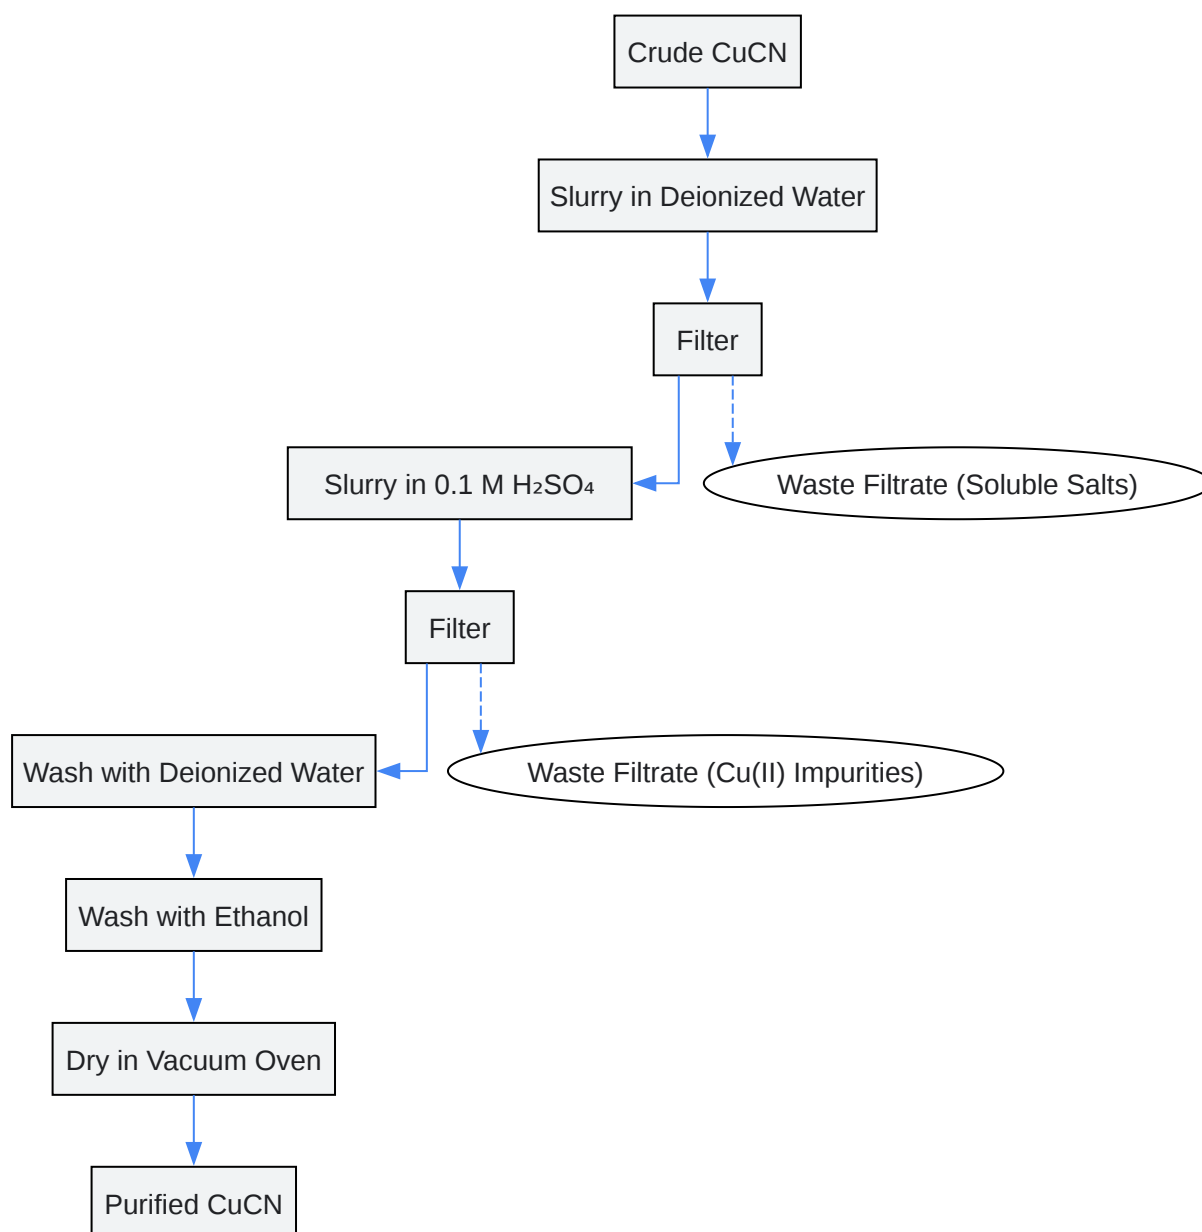 Crude CuCN
Slurry in Deionized Water
Filter
Slurry in 0.1 M H₂SO₄
Waste Filtrate (Soluble Salts)
Filter
Wash with Deionized Water
Waste Filtrate (Cu(II) Impurities)
Wash with Ethanol
Dry in Vacuum Oven
Purified CuCN